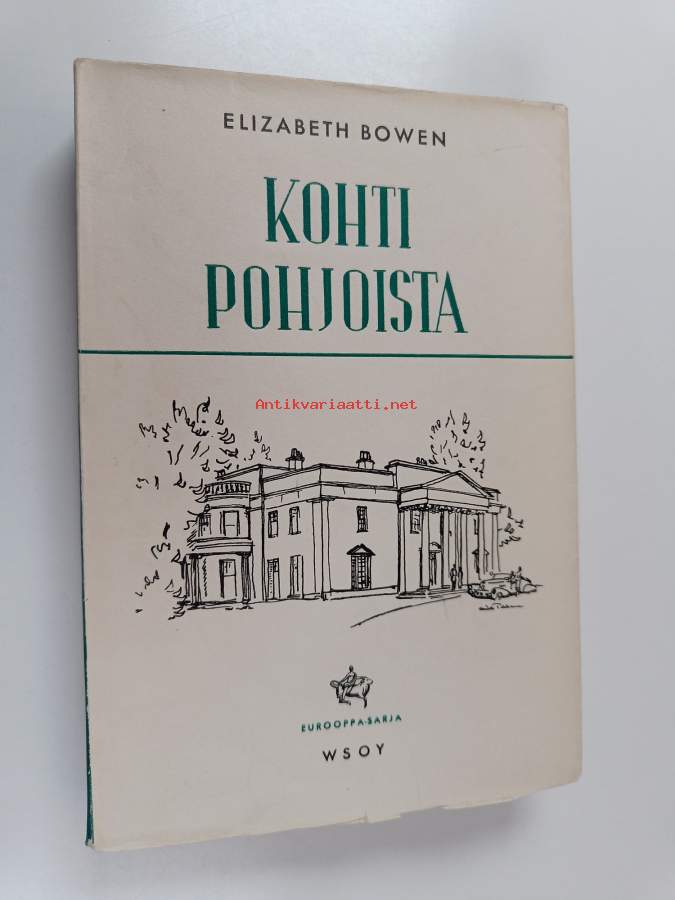 ELIZABETH BOWEN
KOHTI
POHJOISTA
Antikvariaatti.net
EUROOPPA-SARJA
WSOY